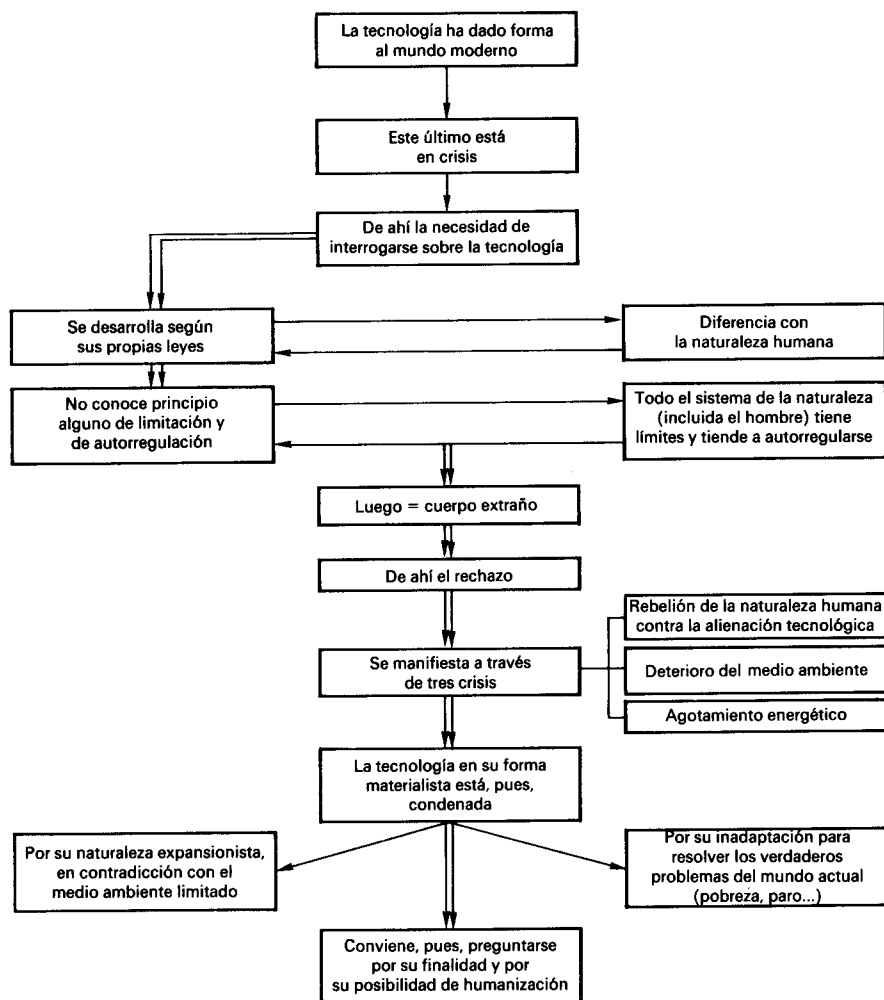 La tecnología ha dado forma
al mundo moderno
Este último está
en crisis
De ahí la necesidad de
interrogarse sobre la tecnología
Se desarrolla según
sus propias leyes
Diferencia con
la naturaleza humana
No conoce principio
alguno de limitación y
de autorregulación
Todo el sistema de la naturaleza
(incluida el hombre) tiene
límites y tiende a autorregularse
Luego = cuerpo extraño
De ahí el rechazo
Se manifiesta a través
de tres crisis
Rebelión de la naturaleza humana
contra la alienación tecnológica
Deterioro del medio ambiente
Agotamiento energético
La tecnología en su forma
materialista está, pues,
condenada
Por su naturaleza expansionista,
en contradicción con el
medio ambiente limitado
Por su inadaptación para
resolver los verdaderos
problemas del mundo actual
(pobreza, paro...)
Conviene, pues, preguntarse
por su finalidad y por
su posibilidad de humanización